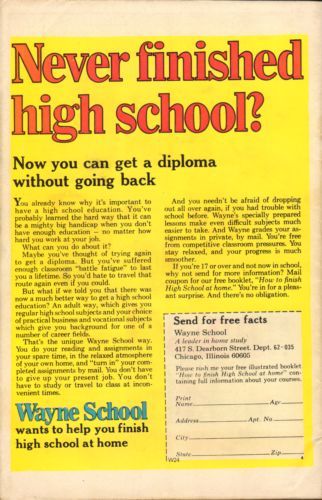 Never finished
high school?
Now you can get a diploma
without going back
You already know why it's important to
have a high school education. You've
probably learned the hard way that it can
be a mighty big handicap when you don't
have enough education -- no matter how
hard you work at your job.
What can you do about it?
Maybe you've thought of trying again
to get a diploma. But you've suffered
enough classroom "battle fatigue" to last
you a lifetime. So you'd hate to travel that
route again even if you could.
But what if we told you that there was
now a much better way to get a high school
education? An adult way, which gives you
regular high school subjects and your choice
of practical business and vocational subjects
which give you background for one of a
number of career fields.
That's the unique Wayne School way.
You do your reading and assignments in
your spare time, in the relaxed atmosphere
of your own home, and "turn in" your com-
pleted assignments by mail. You don't have
to give up your present job. You don't
have to study or travel to class at incon-
venient times.
Wayne School
wants to help you finish
high school at home
And you needn't be afraid of dropping
out all over again, if you had trouble with
school before. Wayne's specially prepared
lessons make even difficult subjects much
easier to take. And Wayne grades your as-
signments in private, by mail. You're free
from competitive classroom pressures. You
stay relaxed, and your progress is much
smoother.
If you're 17 or over and not now in school,
why not send for more information? Mail
coupon for our free booklet, "How to finish
High School at home." You're in for a pleas-
ant surprise. And there's no obligation.
Send for free facts
Wayne School
A leader in home study
417 S. Dearborn Street. Dept. 62-035
Chicago, Illinois 60605
Please rush me your free illustrated booklet
"How to finish High School at home" con-
taining full information about your courses.
Print
Name Age
Address Apt. No.
City
State Zip
W24 4